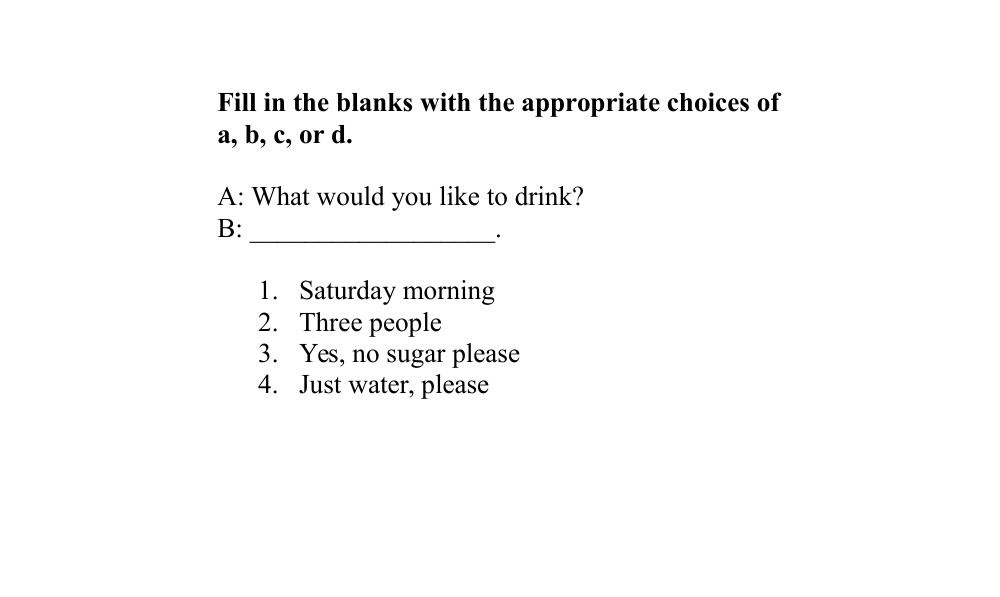 Fill in the blanks with the appropriate choices of
a, b, c, or d.
A: What would you like to drink?
B: __________________.
1. Saturday morning
2. Three people
3. Yes, no sugar please
4. Just water, please